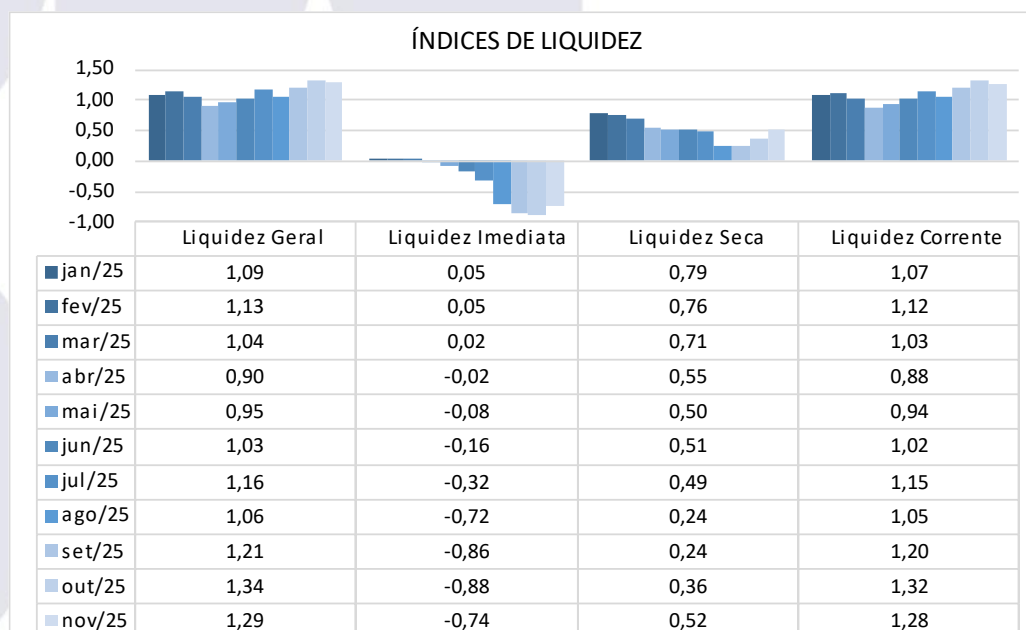 ÍNDICES DE LIQUIDEZ
1,50
1,00
0,50
0,00
-0,50
-1,00
Liquidez Geral Liquidez Imediata Liquidez Seca Liquidez Corrente
jan/25 1,09 0,05 0,79 1,07
fev/25 1,13 0,05 0,76 1,12
mar/25 1,04 0,02 0,71 1,03
abr/25 0,90 -0,02 0,55 0,88
mai/25 0,95 -0,08 0,50 0,94
jun/25 1,03 -0,16 0,51 1,02
jul/25 1,16 -0,32 0,49 1,15
ago/25 1,06 -0,72 0,24 1,05
set/25 1,21 -0,86 0,24 1,20
out/25 1,34 -0,88 0,36 1,32
nov/25 1,29 -0,74 0,52 1,28